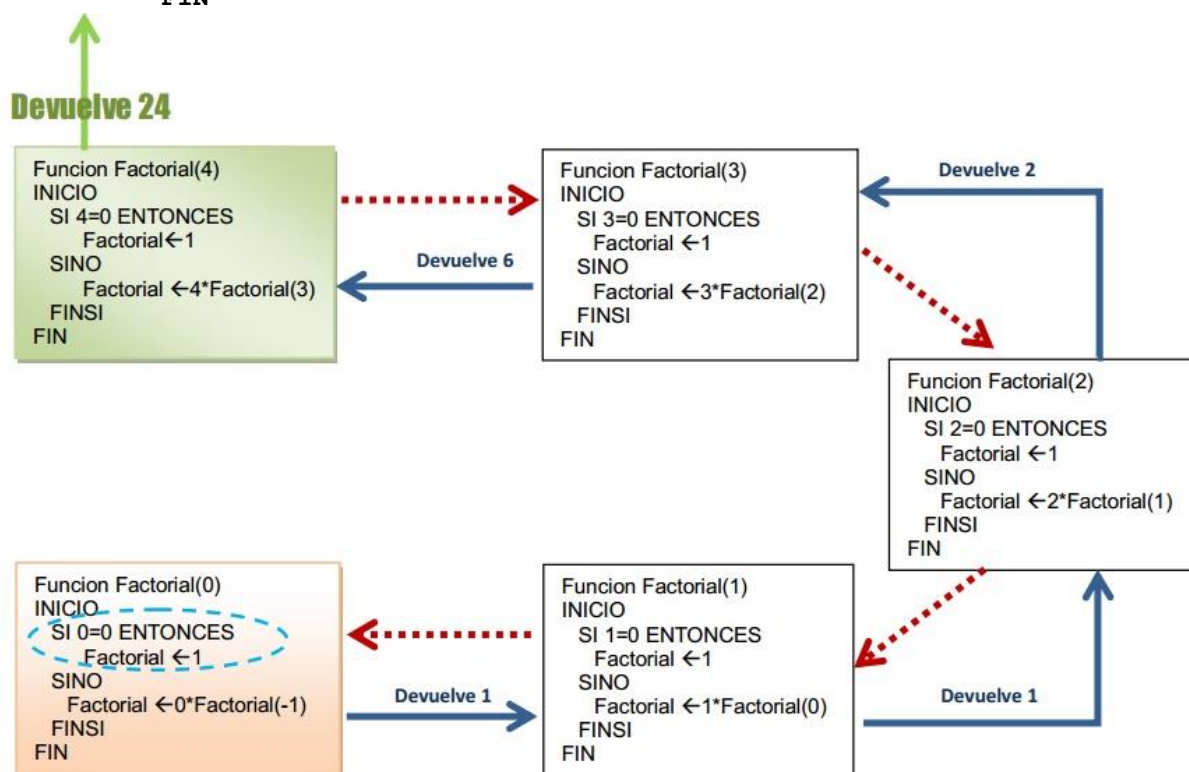 FIN
Devuelve 24
Funcion Factorial(4)
INICIO
SI 4=0 ENTONCES
Factorial←1
SINO
Factorial ←4*Factorial(3)
FINSI
FIN
Devuelve 6
Funcion Factorial(3)
INICIO
SI 3=0 ENTONCES
Factorial ←1
SINO
Factorial ←3*Factorial(2)
FINSI
FIN
Devuelve 2
Funcion Factorial(2)
INICIO
SI 2=0 ENTONCES
Factorial ←1
SINO
Factorial ←2*Factorial(1)
FINSI
FIN
Funcion Factorial(0)
INICIO
SI 0=0 ENTONCES
Factorial ←1
SINO
Factorial ←0*Factorial(-1)
FINSI
FIN
Devuelve 1
Funcion Factorial(1)
INICIO
SI 1=0 ENTONCES
Factorial ←1
SINO
Factorial ←1*Factorial(0)
FINSI
FIN
Devuelve 1